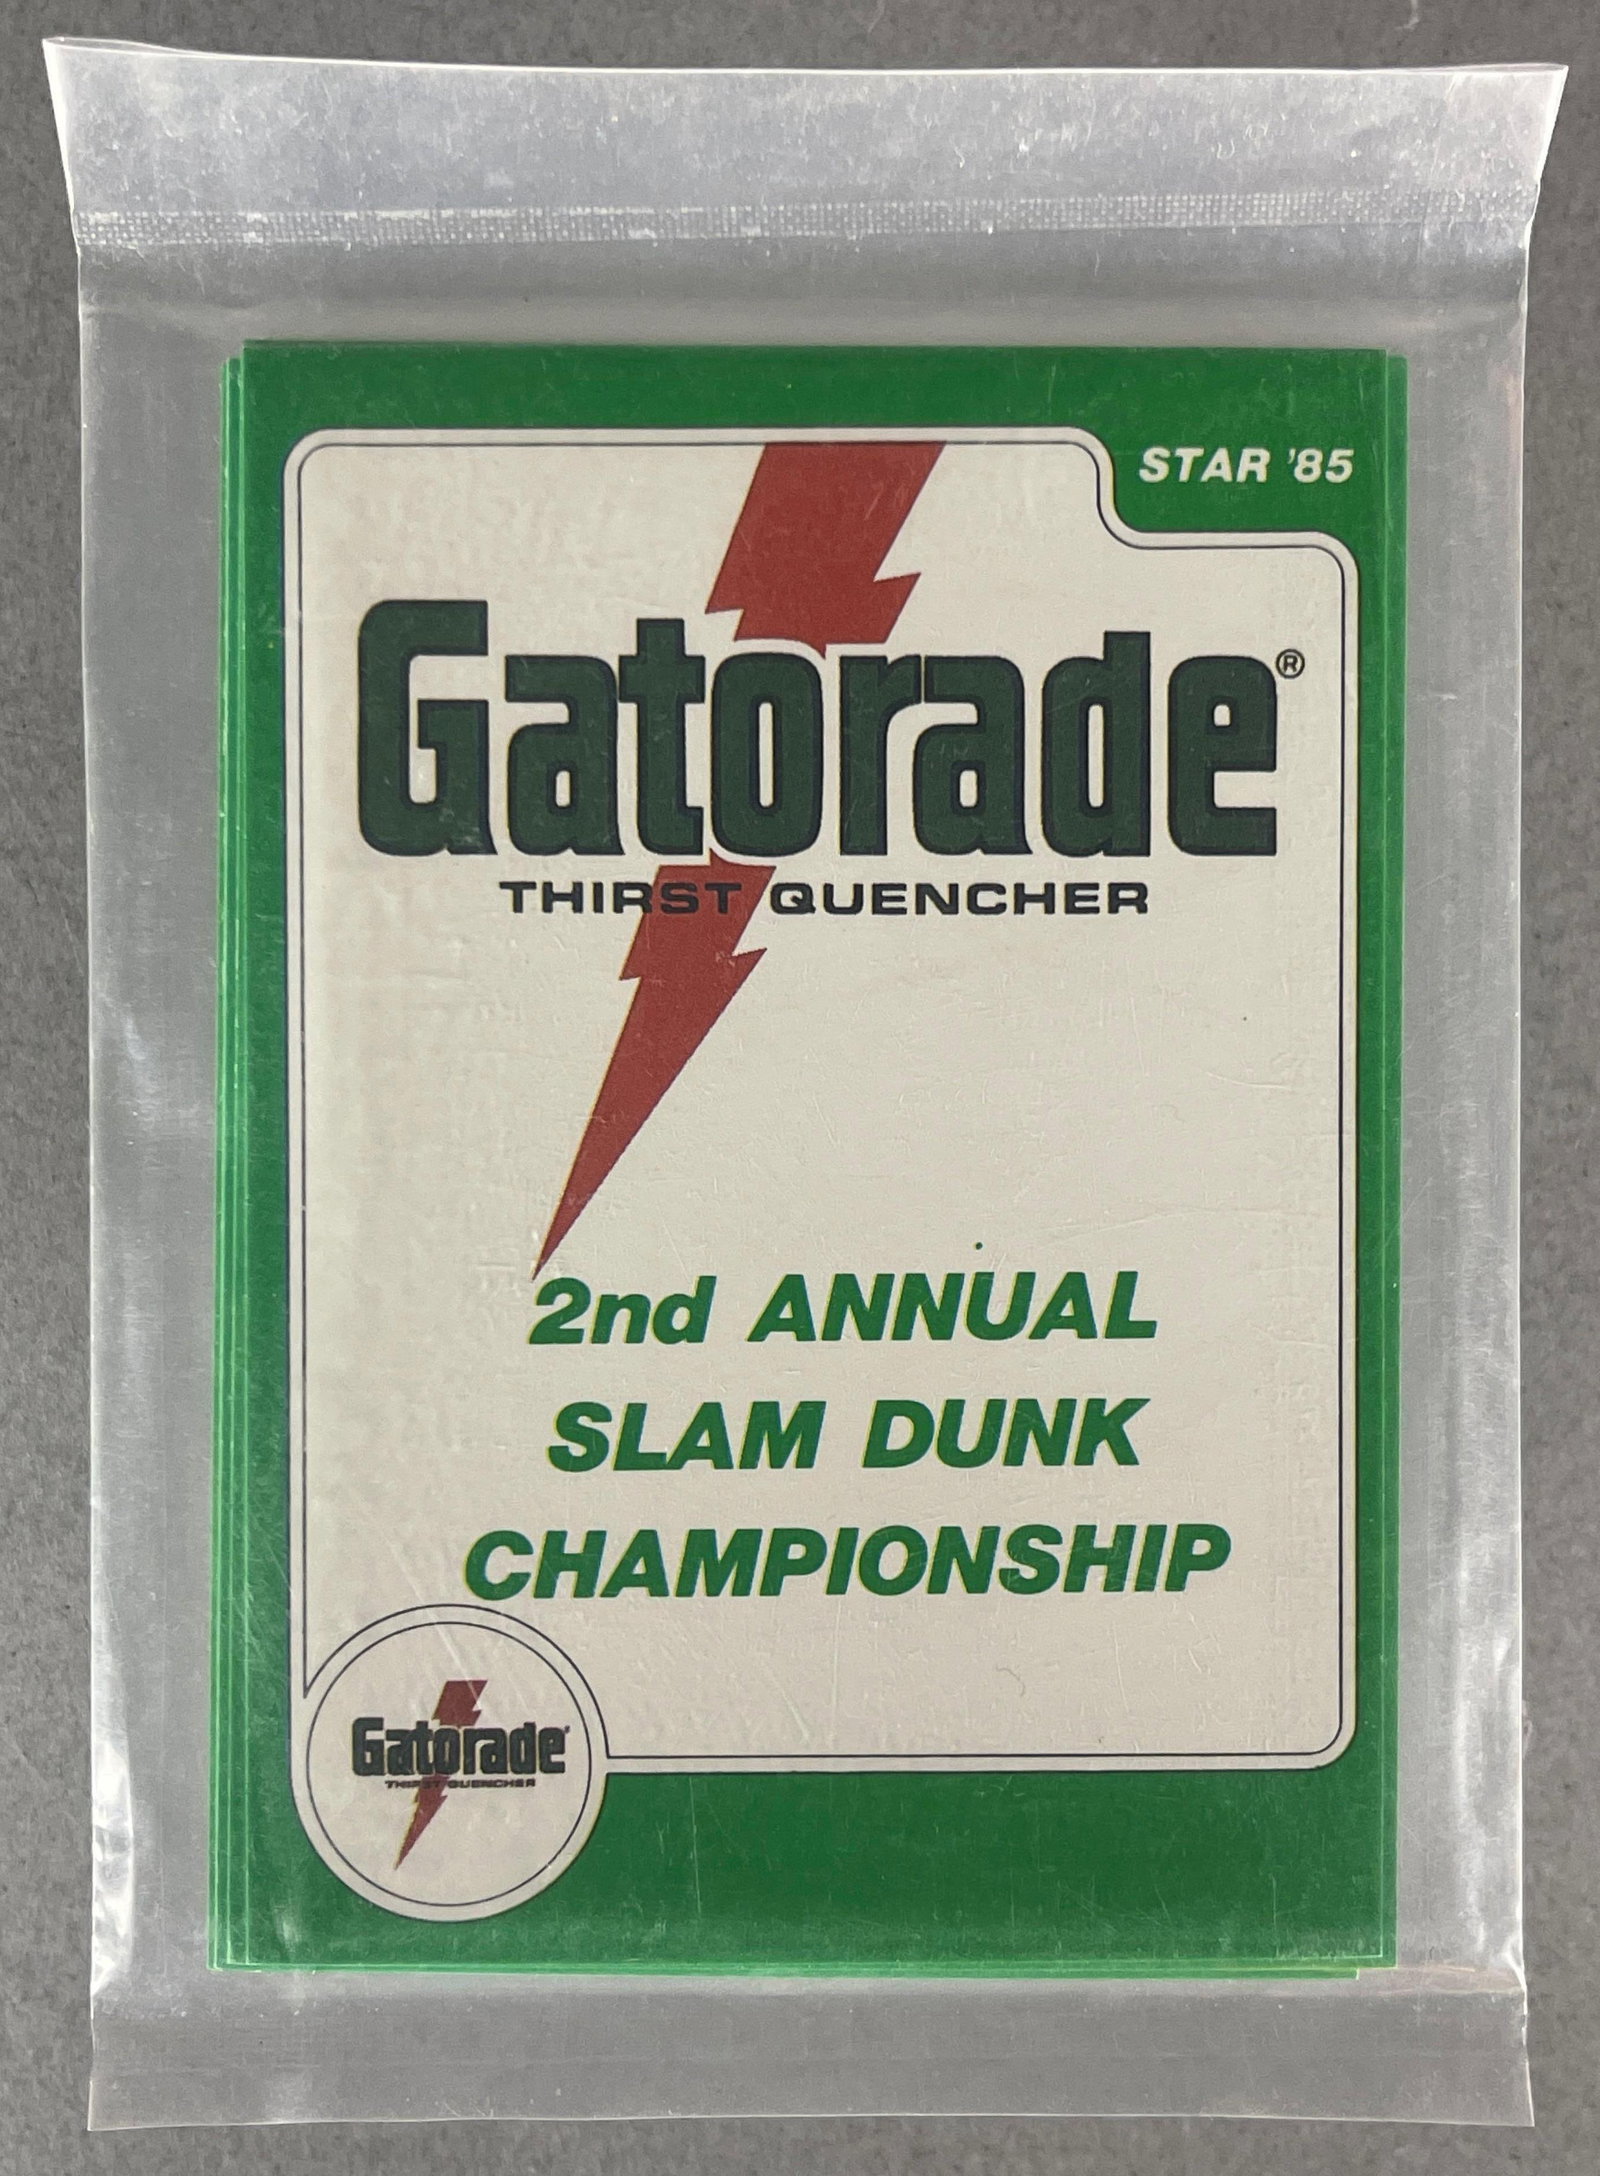 STAR '85
Gatorade®
THIRST QUENCHER
2nd ANNUAL
SLAM DUNK
CHAMPIONSHIP
Gatorade
THIRST QUENCHER